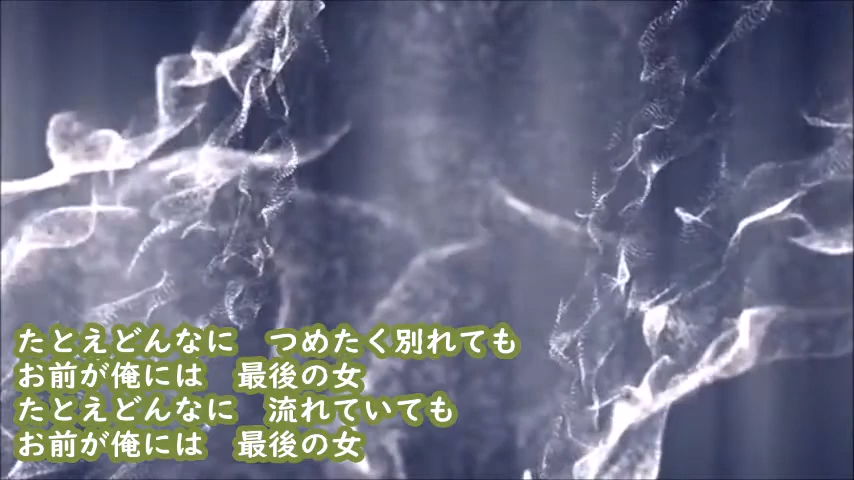 たとえどんなに　つめたく別れても
お前が俺には　最後の女
たとえどんなに　流れていても
お前が俺には　最後の女